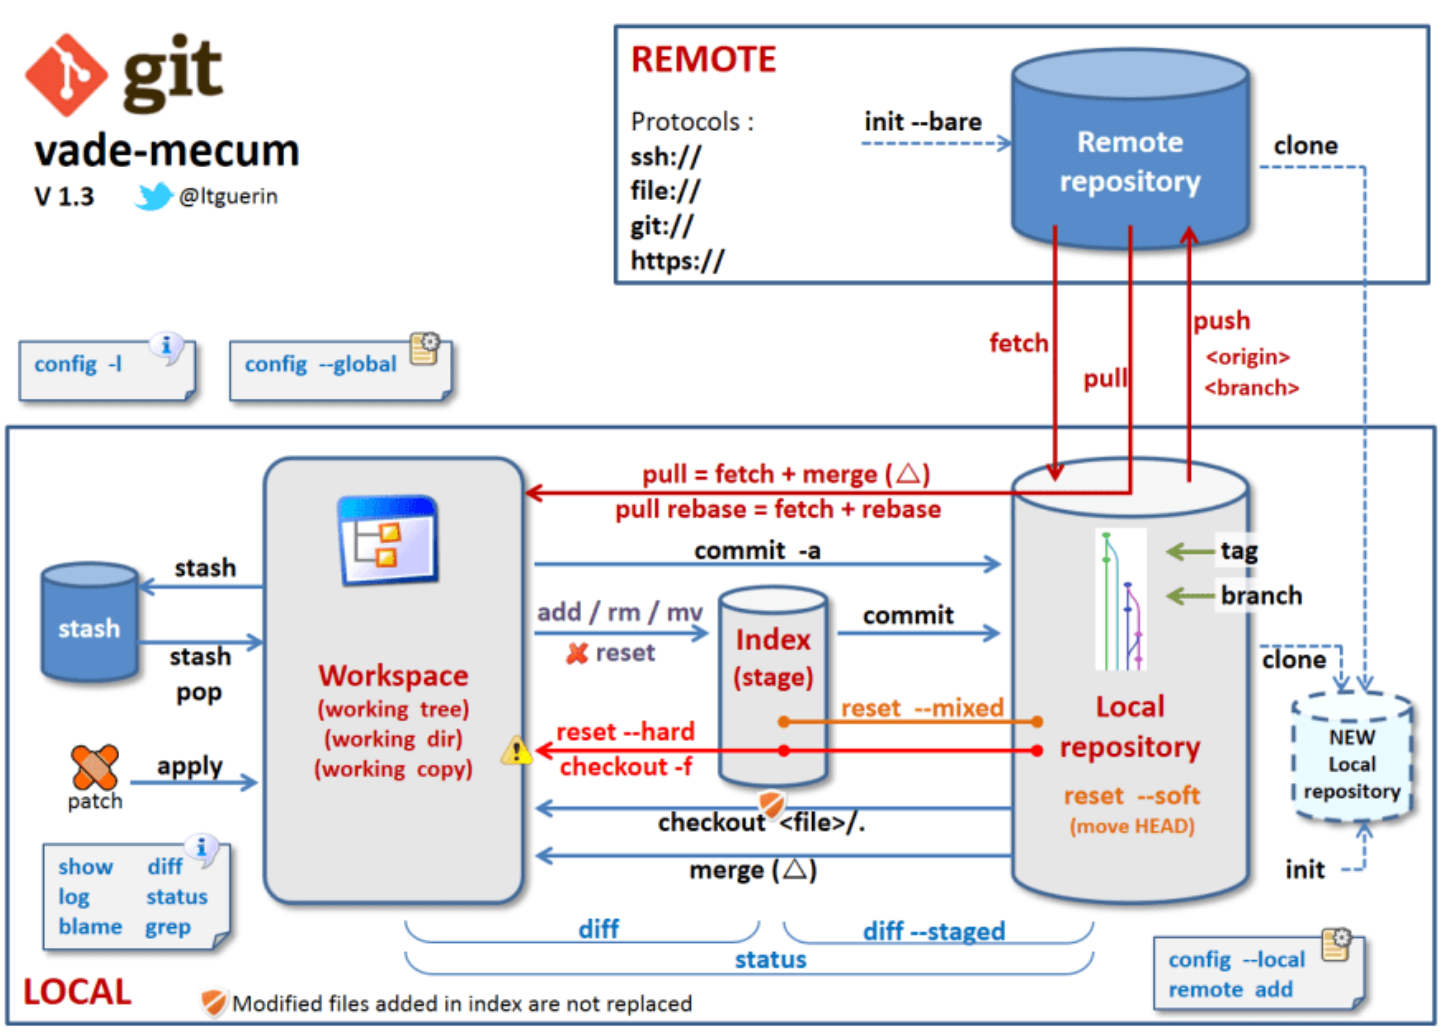 git
vade-mecum
V 1.3 @ltguerin
REMOTE
Protocols :
ssh://
file://
git://
https://
init --bare
Remote
repository
clone
config -l
config --global
fetch
pull
push
<origin>
<branch>
pull = fetch + merge (△)
pull rebase = fetch + rebase
commit -a
stash
stash
stash
pop
add / rm / mv
reset
Index
(stage)
commit
tag
branch
Workspace
(working tree)
(working dir)
(working copy)
reset --mixed
reset --hard
checkout -f
Local
repository
reset --soft
(move HEAD)
clone
NEW
Local
repository
init
apply
patch
checkout <file>/.
merge (△)
show diff
log status
blame grep
diff
diff --staged
status
config --local
remote add
LOCAL
Modified files added in index are not replaced